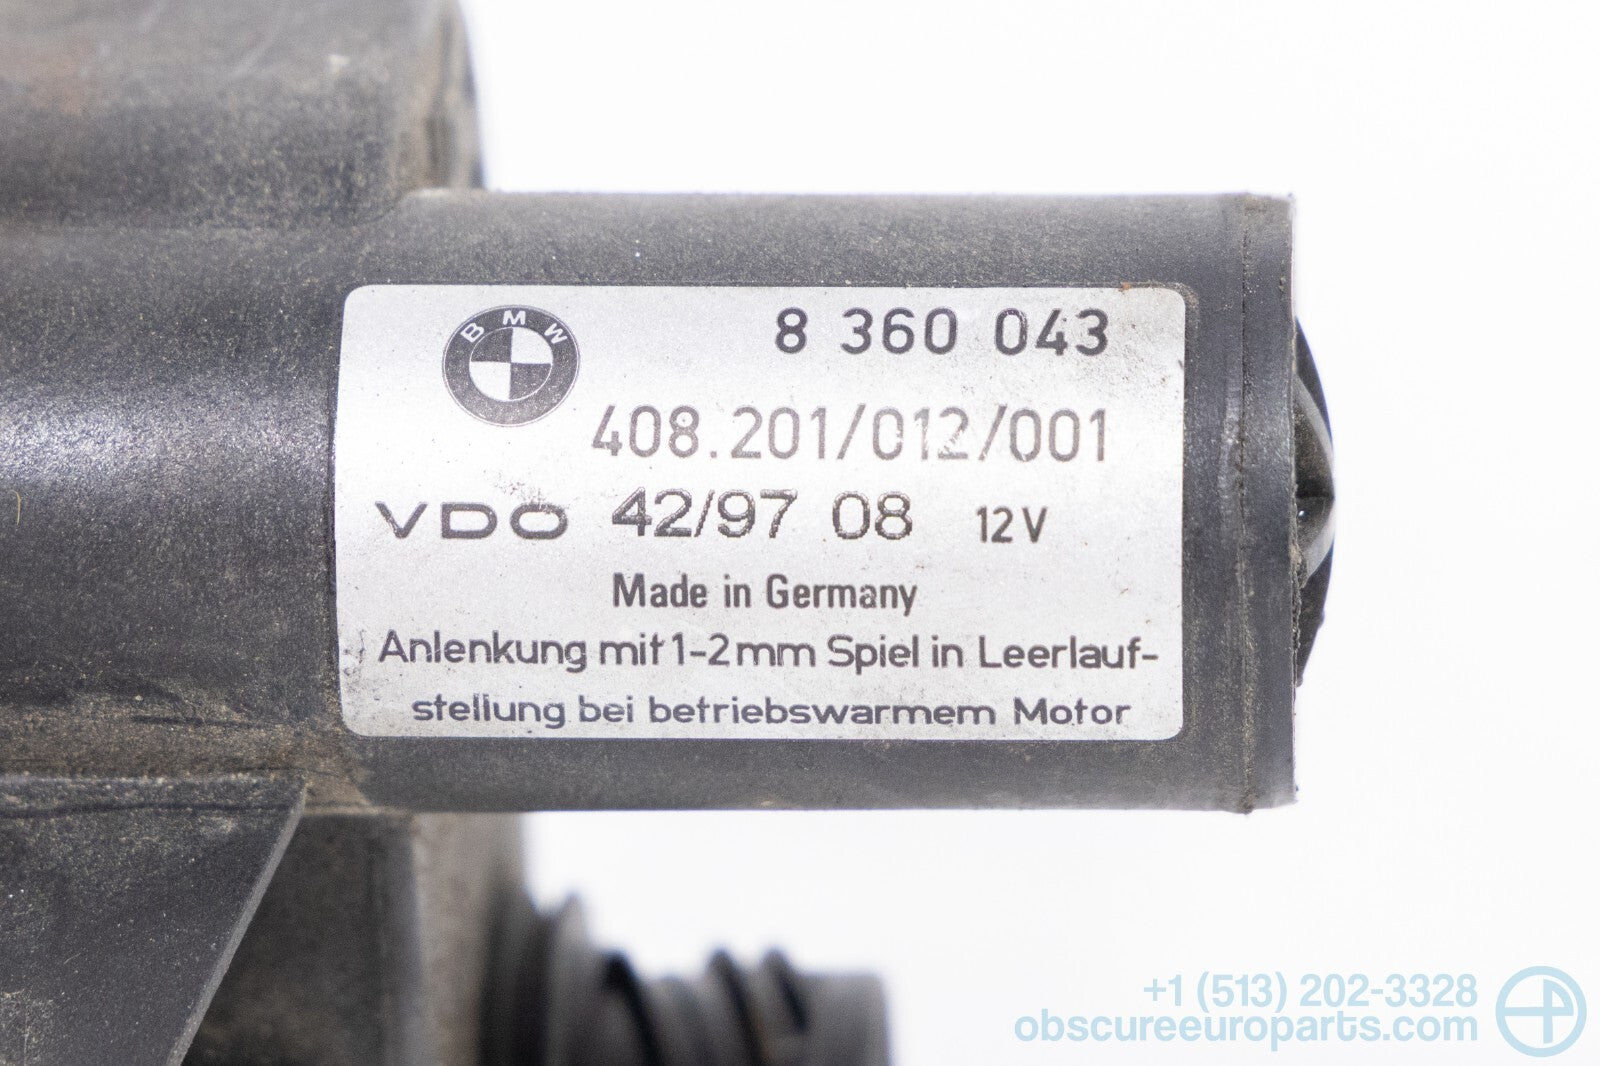 BMW
8 360 043
408.201/012/001
VDO 42/97 08 12V
Made in Germany
Anlenkung mit 1-2mm Spiel in Leerlauf-
stellung bei betriebswarmem Motor
+1 (513) 202-3328
obscureeuroparts.com